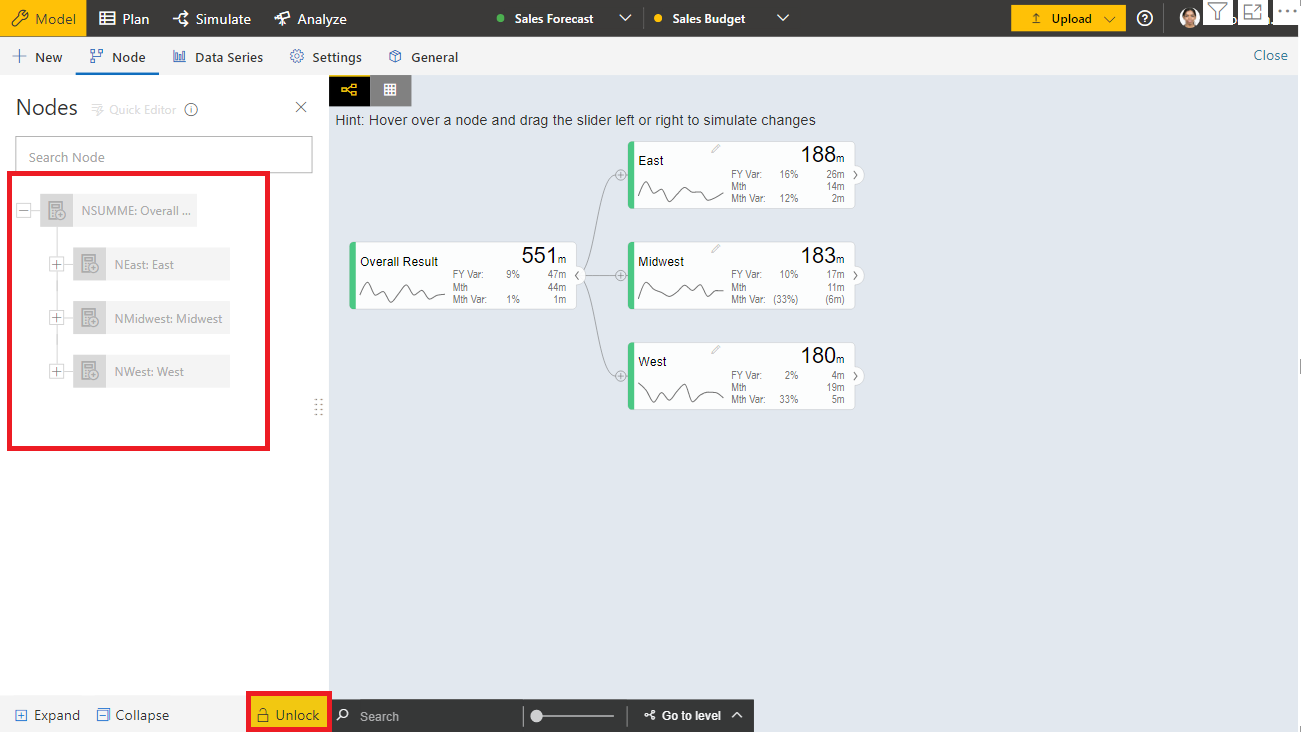 Model Plan Simulate Analyze Sales Forecast Sales Budget Upload
New Node Data Series Settings General Close
Nodes Quick Editor
Hint: Hover over a node and drag the slider left or right to simulate changes
Search Node
NSUMME: Overall ...
NEast: East
NMidwest: Midwest
NWest: West
Overall Result 551m
FY Var: 9% 47m
Mth 44m
Mth Var: 1% 1m
East 188m
FY Var: 16% 26m
Mth 14m
Mth Var: 12% 2m
Midwest 183m
FY Var: 10% 17m
Mth 11m
Mth Var: (33%) (6m)
West 180m
FY Var: 2% 4m
Mth 19m
Mth Var: 33% 5m
Expand Collapse Unlock Search Go to level